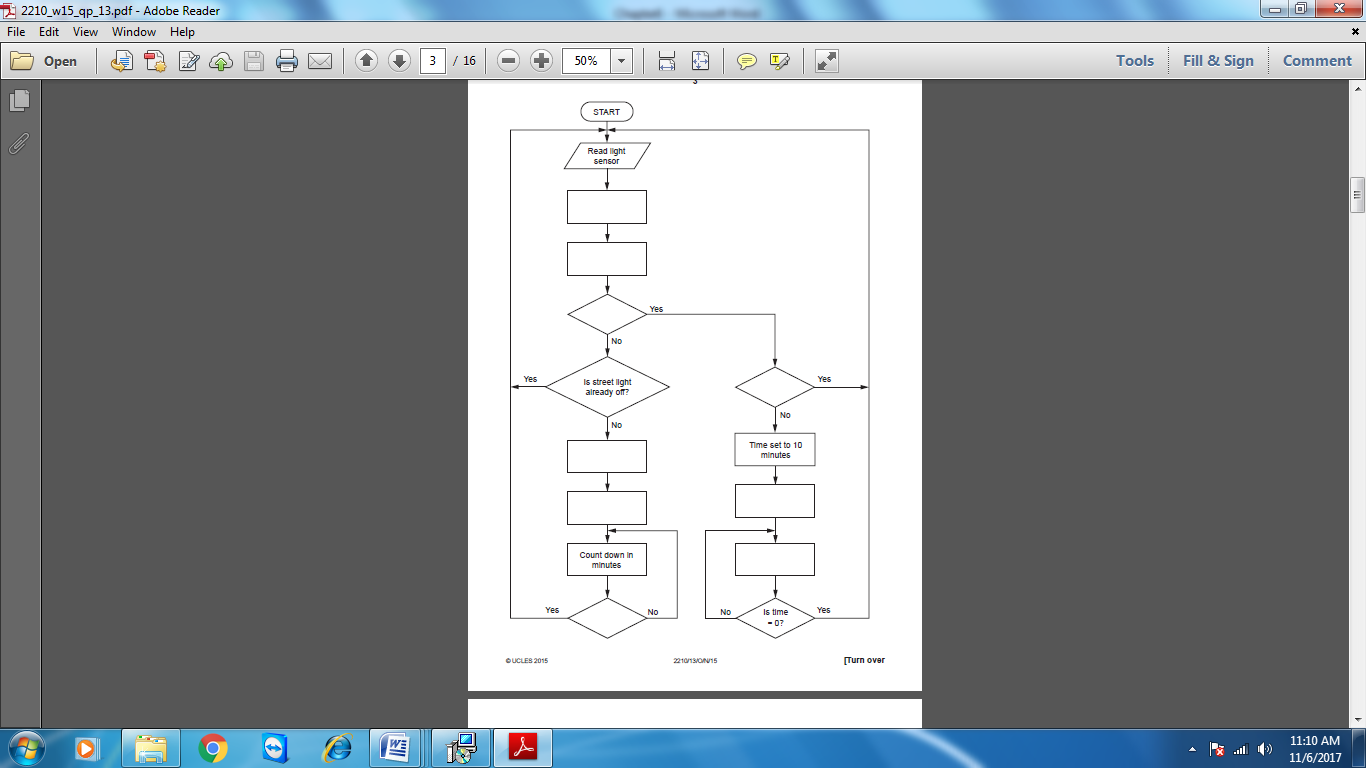 2210_w15_qp_13.pdf - Adobe Reader
File Edit View Window Help
Open 3 / 16 50% Tools Fill & Sign Comment
3
START
Read light
sensor
Yes
No
Is street light
already off?
Yes
No
Yes
No
Time set to 10
minutes
Count down in
minutes
Yes
No
No
Is time
= 0?
Yes
© UCLES 2015 2210/13/O/N/15 [Turn over
11:10 AM
11/6/2017